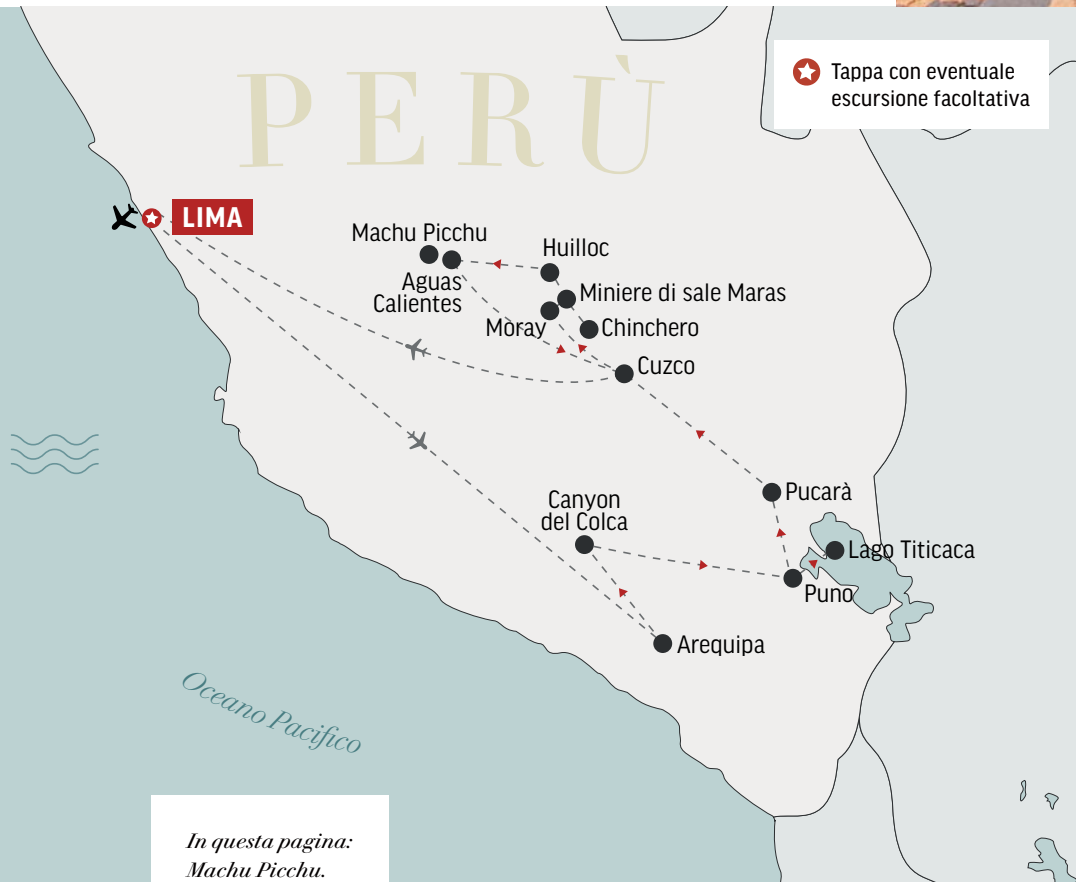 PERÙ
Tappa con eventuale
escursione facoltativa
LIMA
Machu Picchu
Aguas
Calientes
Huilloc
Miniere di sale Maras
Moray
Chinchero
Cuzco
Pucarà
Canyon
del Colca
Lago Titicaca
Puno
Arequipa
Oceano Pacifico
In questa pagina:
Machu Picchu.